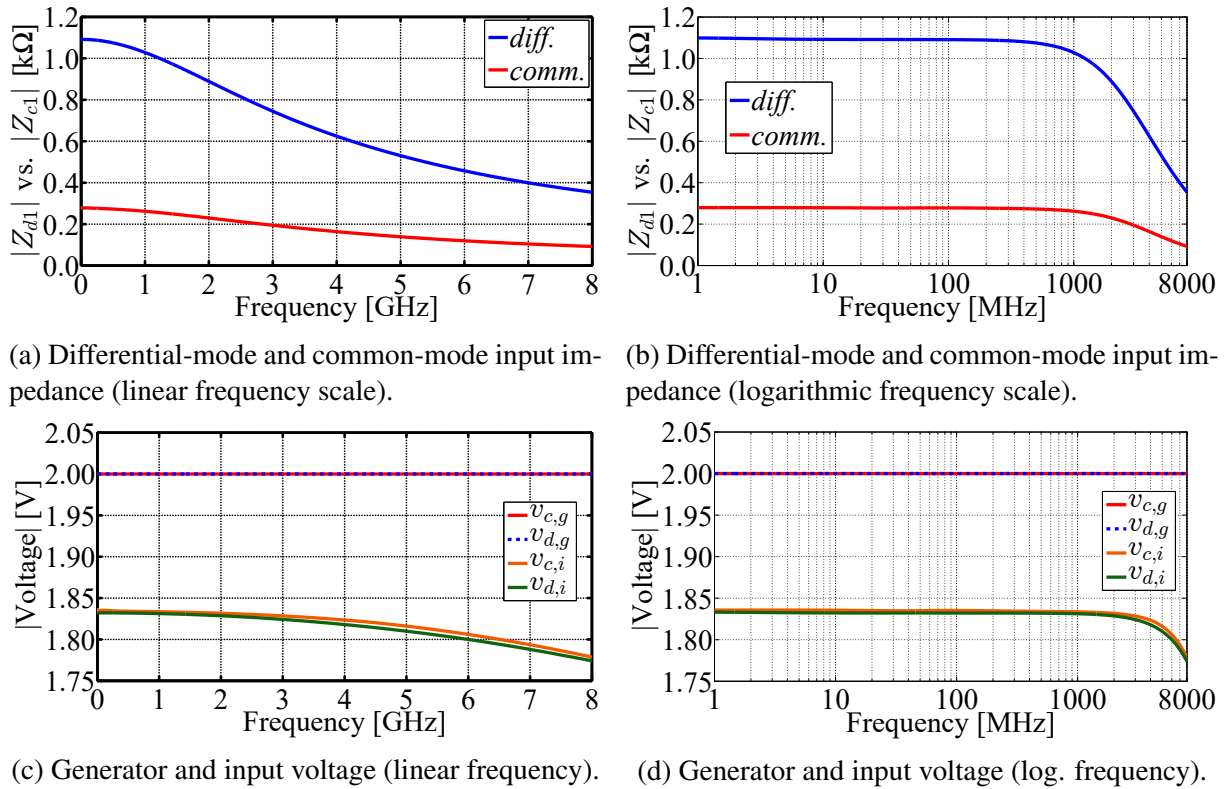 |Z_{d1}| vs. |Z_{c1}| [kΩ]
1.2
1.0
0.8
0.6
0.4
0.2
0.0
diff.
comm.
0 1 2 3 4 5 6 7 8
Frequency [GHz]
(a) Differential-mode and common-mode input im-
pedance (linear frequency scale).
|Z_{d1}| vs. |Z_{c1}| [kΩ]
1.2
1.0
0.8
0.6
0.4
0.2
0.0
diff.
comm.
1 10 100 1000 8000
Frequency [MHz]
(b) Differential-mode and common-mode input im-
pedance (logarithmic frequency scale).
|Voltage| [V]
2.05
2.00
1.95
1.90
1.85
1.80
1.75
v_{c,g}
v_{d,g}
v_{c,i}
v_{d,i}
0 1 2 3 4 5 6 7 8
Frequency [GHz]
(c) Generator and input voltage (linear frequency).
|Voltage| [V]
2.05
2.00
1.95
1.90
1.85
1.80
1.75
v_{c,g}
v_{d,g}
v_{c,i}
v_{d,i}
1 10 100 1000 8000
Frequency [MHz]
(d) Generator and input voltage (log. frequency).